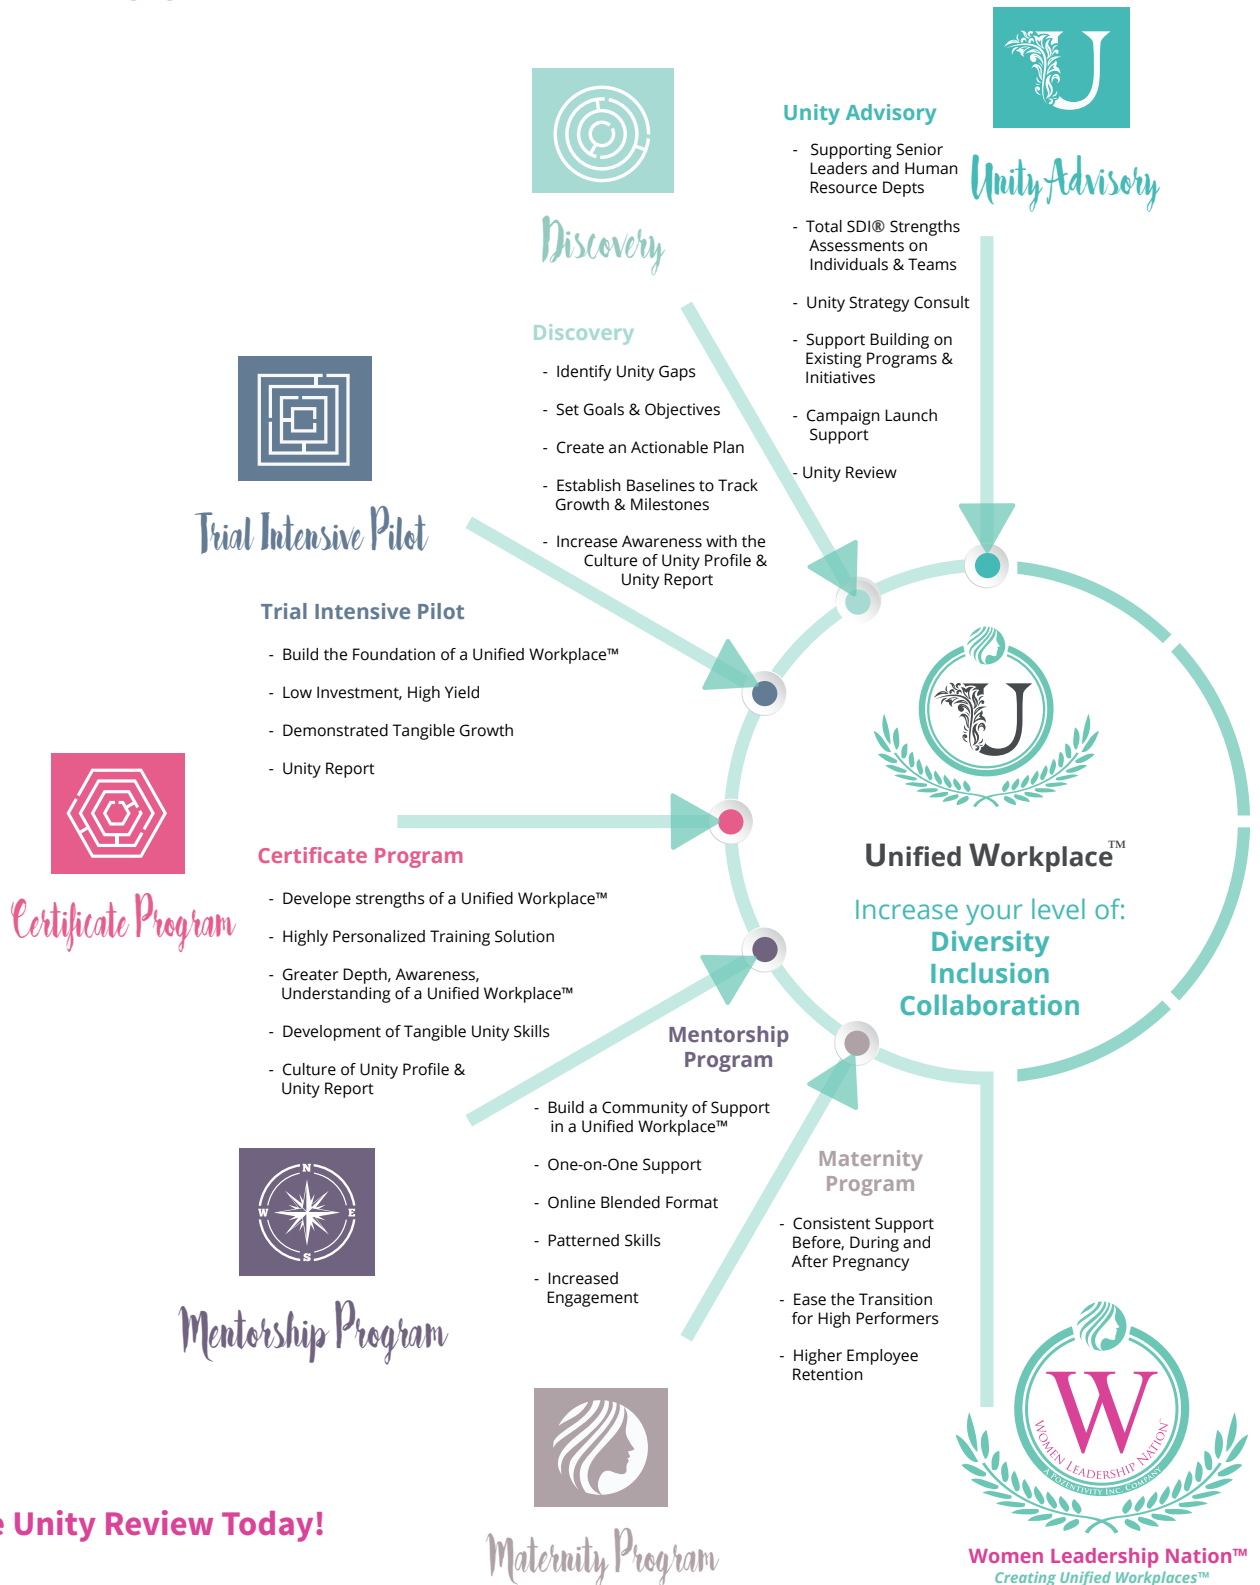 U
Unity Advisory
Unity Advisory
- Supporting Senior
Leaders and Human
Resource Depts
- Total SDI® Strengths
Assessments on
Individuals & Teams
- Unity Strategy Consult
- Support Building on
Existing Programs &
Initiatives
- Campaign Launch
Support
- Unity Review
Discovery
Discovery
- Identify Unity Gaps
- Set Goals & Objectives
- Create an Actionable Plan
- Establish Baselines to Track
Growth & Milestones
- Increase Awareness with the
Culture of Unity Profile &
Unity Report
Trial Intensive Pilot
Trial Intensive Pilot
- Build the Foundation of a Unified Workplace™
- Low Investment, High Yield
- Demonstrated Tangible Growth
- Unity Report
Certificate Program
Certificate Program
- Develope strengths of a Unified Workplace™
- Highly Personalized Training Solution
- Greater Depth, Awareness,
Understanding of a Unified Workplace™
- Development of Tangible Unity Skills
- Culture of Unity Profile &
Unity Report
U
Unified Workplace™
Increase your level of:
Diversity
Inclusion
Collaboration
N
W E
S
Mentorship Program
Mentorship
Program
- Build a Community of Support
in a Unified Workplace™
- One-on-One Support
- Online Blended Format
- Patterned Skills
- Increased
Engagement
Maternity Program
Maternity
Program
- Consistent Support
Before, During and
After Pregnancy
- Ease the Transition
for High Performers
- Higher Employee
Retention
W
Women Leadership Nation™
A Pozentivity Inc. Company
Women Leadership Nation™
Creating Unified Workplaces™
Unity Review Today!